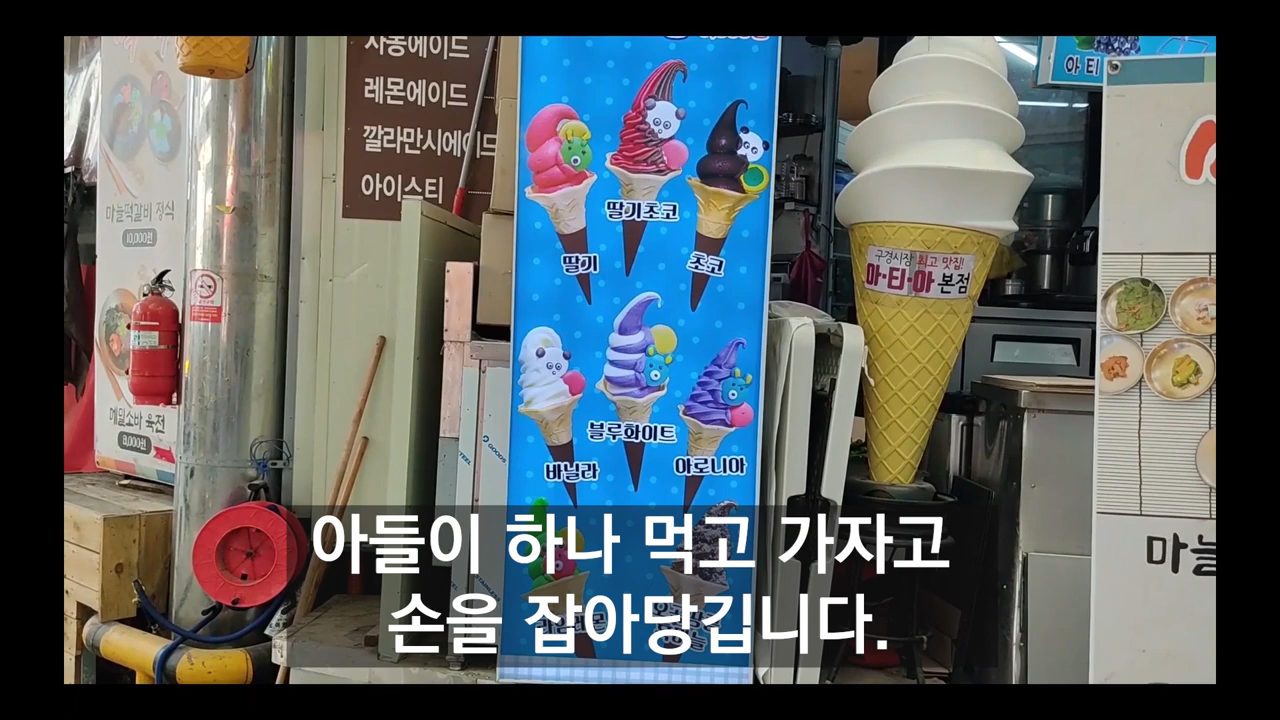 자몽에이드
레몬에이드
깔라만시에이드
아이스티
마늘떡갈비 정식
10,000원
메밀소바 육전
8,000원
딸기초코
딸기
초코
블루화이트
바닐라
아로니아
구경시장 최고 맛집!
아·티·아 본점
아 티
마늘
아들이 하나 먹고 가자고
손을 잡아당깁니다.